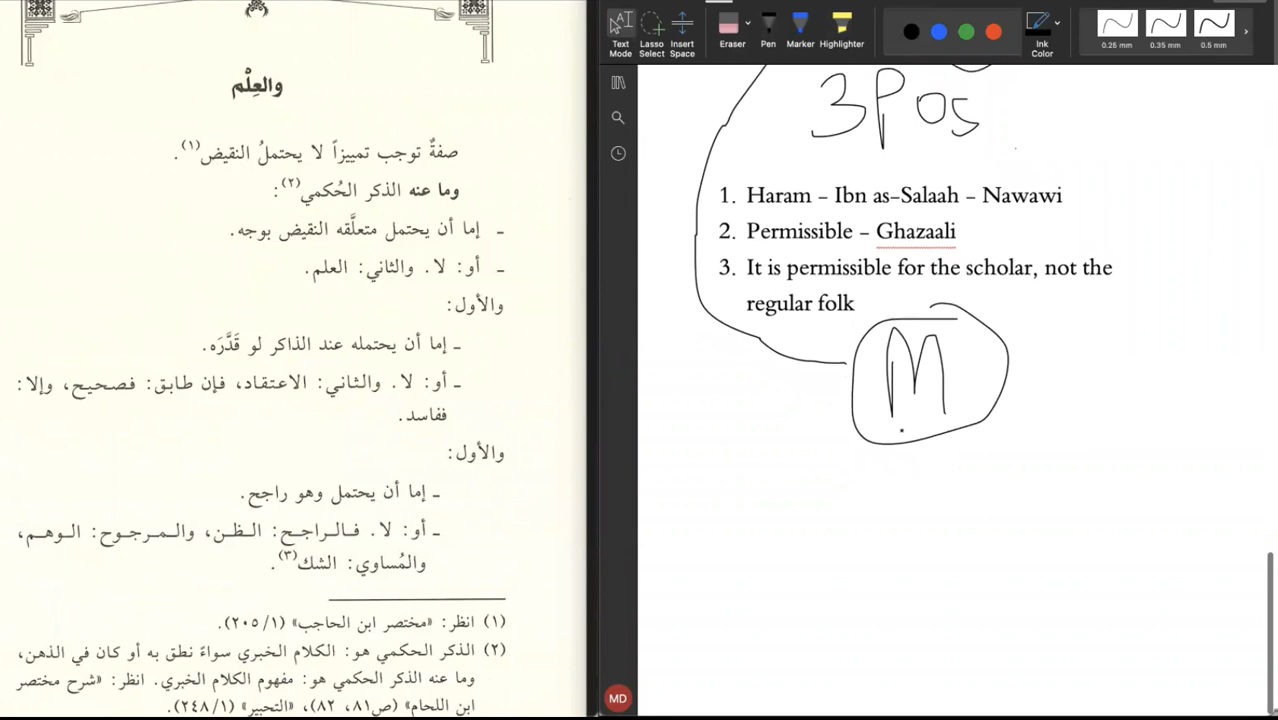 والعِلْم
صفةٌ توجب تمييزاً لا يحتملُ النقيض(١).
وما عنه الذكر الحُكمي(٢):
ـ إما أن يحتمل متعلَّقه النقيض بوجه.
ـ أو: لا. والثاني: العلم.
والأول:
ـ إما أن يحتمله عند الذاكر لو قَدَّرَه.
ـ أو: لا. والثاني: الاعتقاد، فإن طابق: فصحيح، وإلا:
ففاسد.
والأول:
ـ إما أن يحتمل وهو راجح.
ـ أو: لا. فالراجح: الظن، والمرجوح: الوهم،
والمُساوي: الشك(٣).
(١) انظر: «مختصر ابن الحاجب» (٢٠٥/١).
(٢) الذكر الحكمي هو: الكلام الخبري سواءً نطق به أو كان في الذهن،
وما عنه الذكر الحكمي هو: مفهوم الكلام الخبري. انظر: «شرح مختصر
ابن اللحام» (ص٨١، ٨٢)، «التحبير» (٢٤٨/١).
Text Mode
Lasso Select
Insert Space
Eraser
Pen
Marker
Highlighter
Ink Color
0.25 mm
0.35 mm
0.5 mm
3 Pos
1. Haram – Ibn as-Salaah – Nawawi
2. Permissible – Ghazaali
3. It is permissible for the scholar, not the
regular folk
M
MD